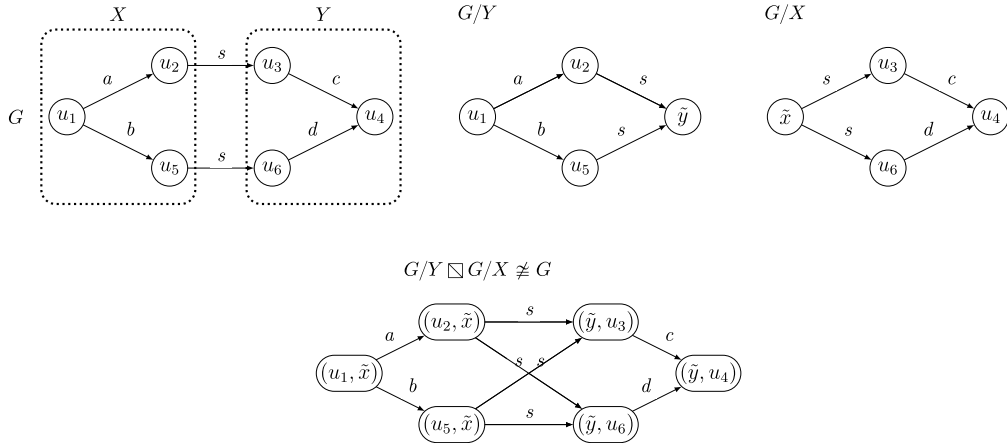 X Y G/Y G/X
u₂ s u₃ u₂ u₃
a c a s s c
G u₁ u₄ u₁ ỹ x̃ u₄
b d b s s d
u₅ s u₆ u₅ u₆
G/Y ⧅ G/X ≇ G
(u₂, x̃) s (ỹ, u₃)
a c
(u₁, x̃) s s (ỹ, u₄)
b d
(u₅, x̃) s (ỹ, u₆)